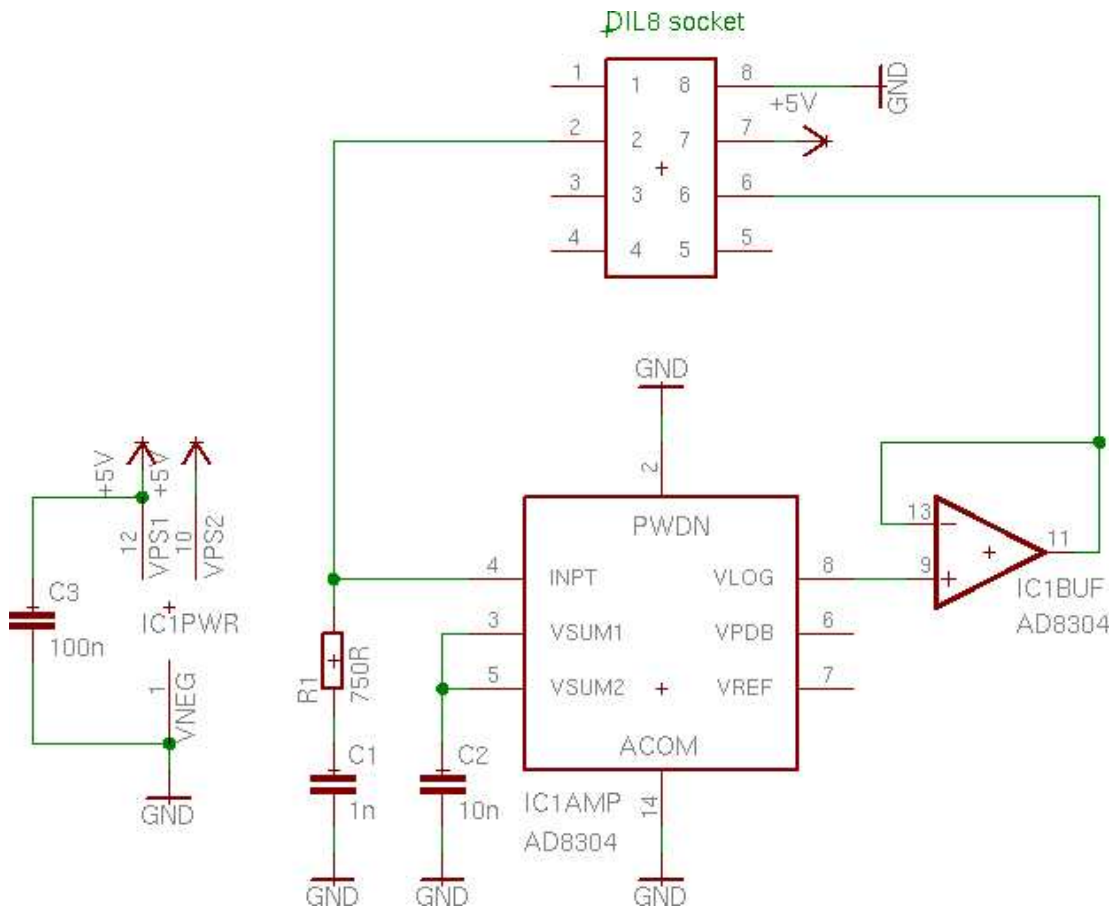 DIL8 socket
1 1 8 8 GND
+5V
2 2 7 7
3 3 6 6
4 4 5 5
GND
2
+5V +5V
PWDN
13
11
12 VPS1 10 VPS2
4 INPT VLOG 8
9
IC1BUF
AD8304
C3
IC1PWR
100n
3 VSUM1 VPDB 6
R1 750R
5 VSUM2 VREF 7
1 VNEG
ACOM
C1
C2
1n
10n
IC1AMP
AD8304
14
GND
GND
GND
GND